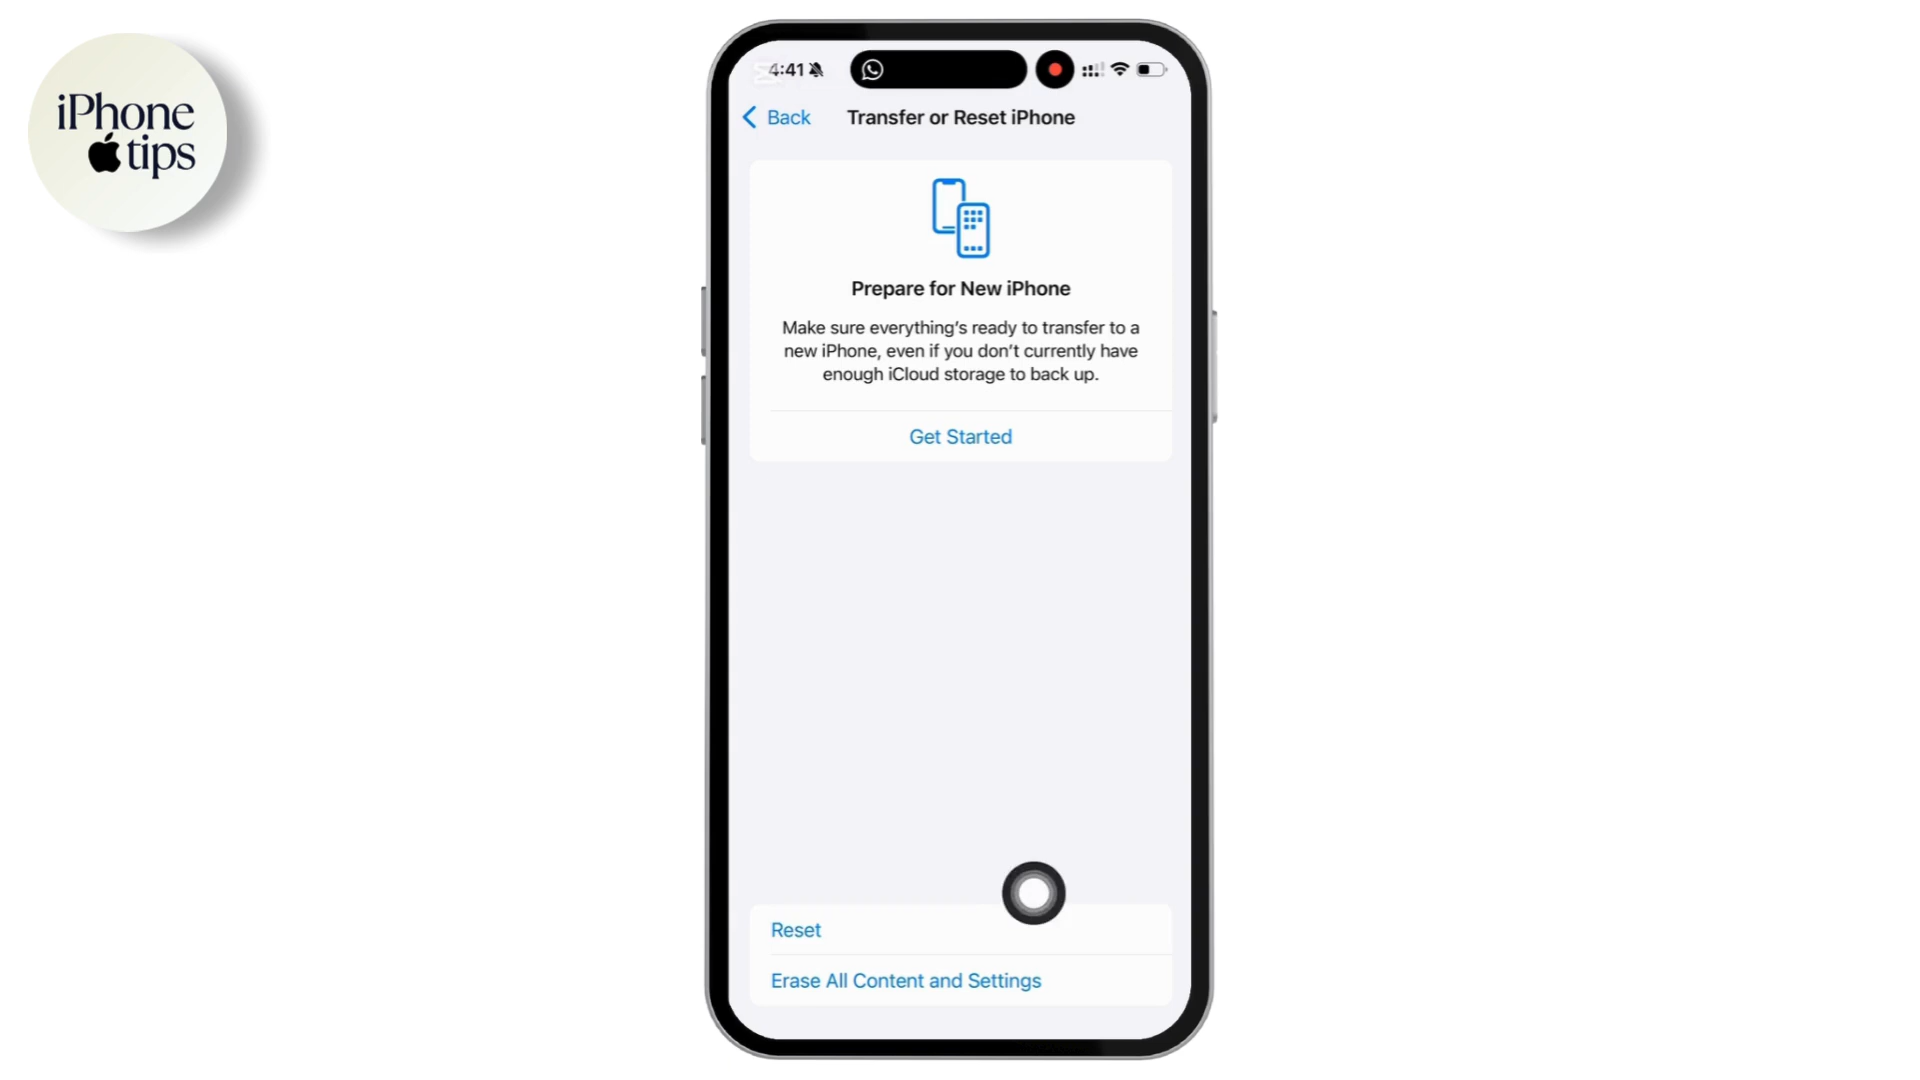 iPhone
tips
4:41
Back
Transfer or Reset iPhone
Prepare for New iPhone
Make sure everything's ready to transfer to a
new iPhone, even if you don't currently have
enough iCloud storage to back up.
Get Started
Reset
Erase All Content and Settings